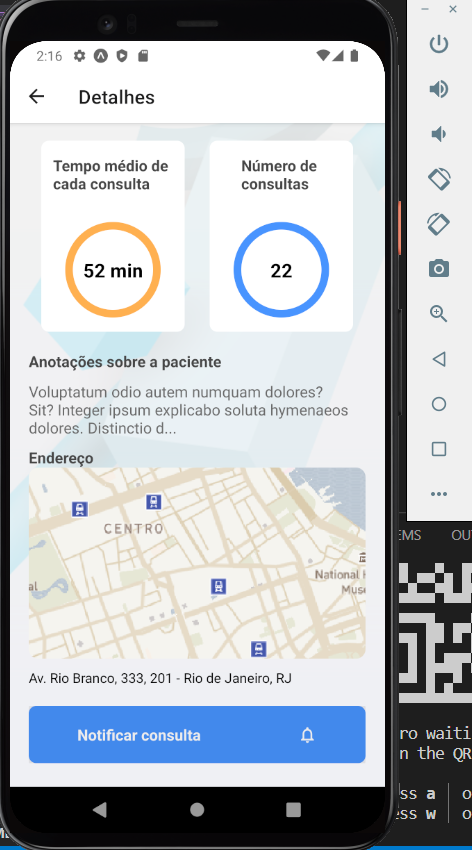 2:16
Detalhes
Tempo médio de
cada consulta
52 min
Número de
consultas
22
Anotações sobre a paciente
Voluptatum odio autem numquam dolores?
Sit? Integer ipsum explicabo soluta hymenaeos
dolores. Distinctio d...
Endereço
CENTRO
al
National
Muse
Av. Rio Branco, 333, 201 - Rio de Janeiro, RJ
Notificar consulta
EMS OU
ro waiti
n the QR
ss a | o
ess w | o